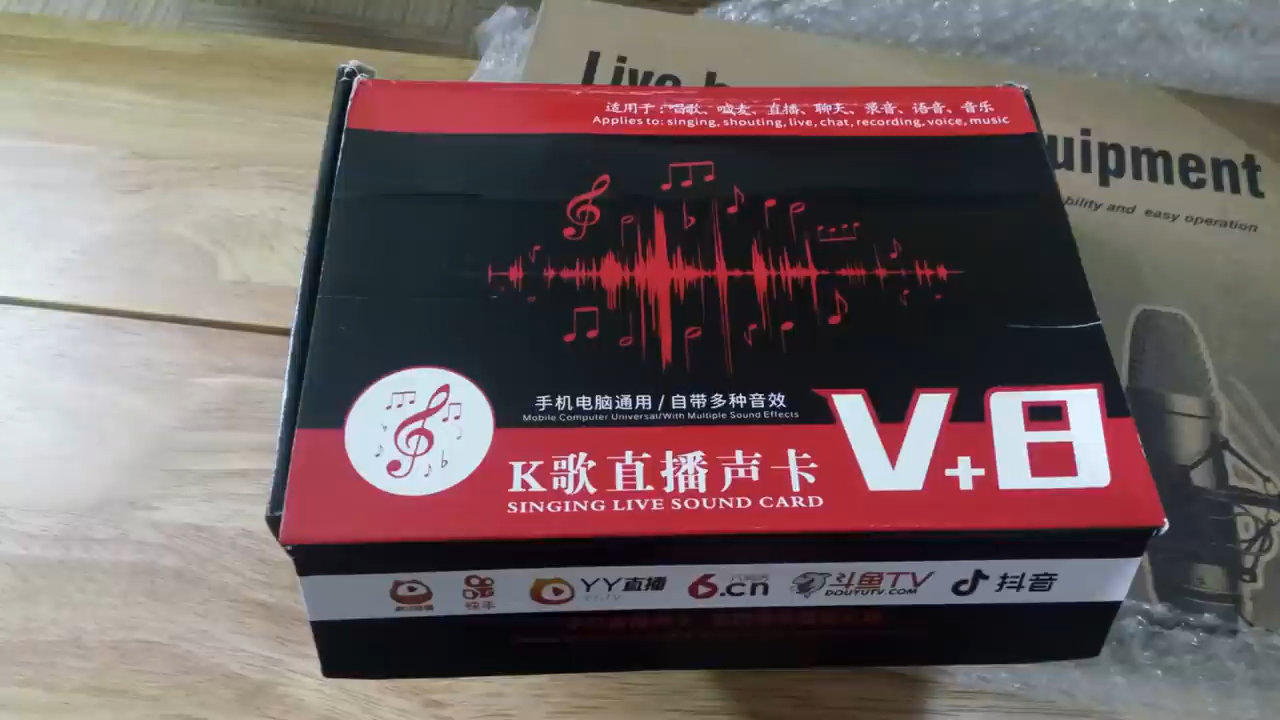 Live
uipment
bility and easy operation
适用于:唱歌、喊麦、直播、聊天、录音、语音、音乐
Applies to: singing, shouting, live, chat, recording, voice, music
手机电脑通用 / 自带多种音效
Mobile Computer Universal/With Multiple Sound Effects
V+8
K歌直播声卡
SINGING LIVE SOUND CARD
快手
YY直播
6.cn
斗鱼TV
DOUYUTV.COM
抖音